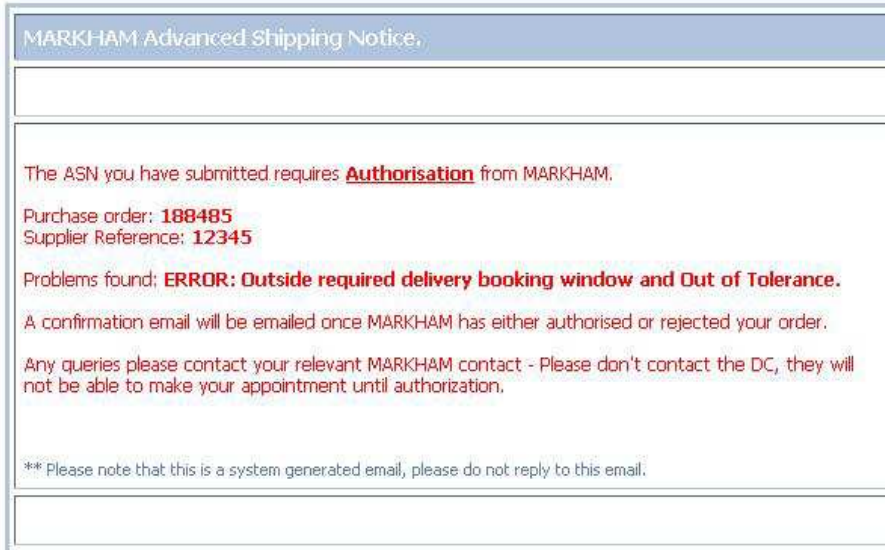 MARKHAM Advanced Shipping Notice.
The ASN you have submitted requires Authorisation from MARKHAM.
Purchase order: 188485
Supplier Reference: 12345
Problems found: ERROR: Outside required delivery booking window and Out of Tolerance.
A confirmation email will be emailed once MARKHAM has either authorised or rejected your order.
Any queries please contact your relevant MARKHAM contact - Please don't contact the DC, they will
not be able to make your appointment until authorization.
** Please note that this is a system generated email, please do not reply to this email.